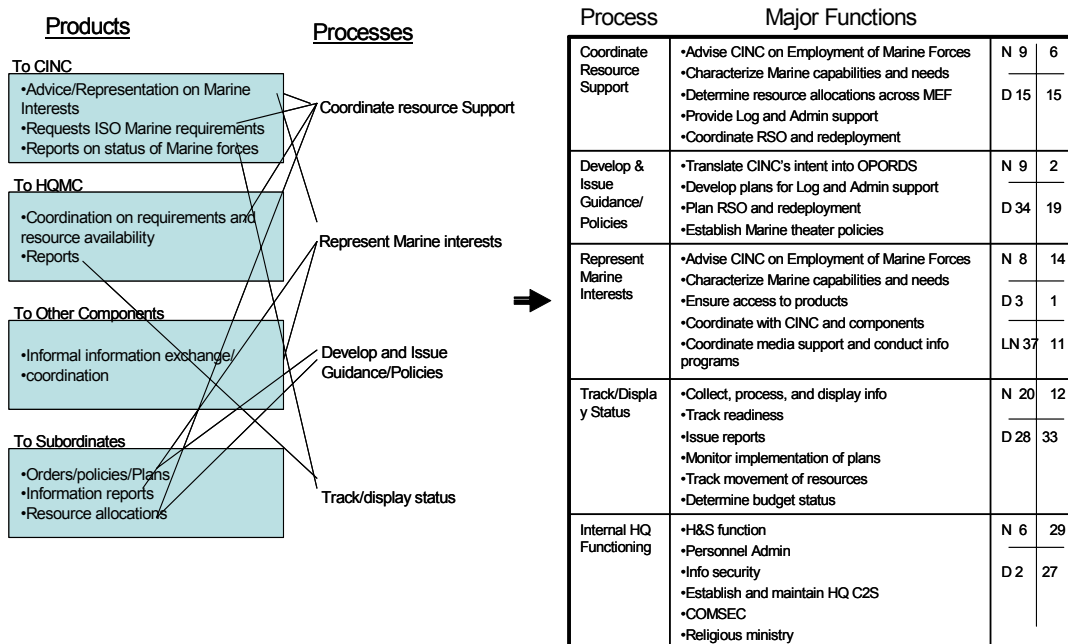 Products
Processes
To CINC
•Advice/Representation on Marine
Interests
•Requests ISO Marine requirements
•Reports on status of Marine forces
To HQMC
•Coordination on requirements and
resource availability
•Reports
To Other Components
•Informal information exchange/
•coordination
To Subordinates
•Orders/policies/Plans
•Information reports
•Resource allocations
Coordinate resource Support
Represent Marine interests
Develop and Issue
Guidance/Policies
Track/display status
Process Major Functions
Coordinate
Resource
Support
•Advise CINC on Employment of Marine Forces
•Characterize Marine capabilities and needs
•Determine resource allocations across MEF
•Provide Log and Admin support
•Coordinate RSO and redeployment
N 9 6
D 15 15
Develop &
Issue
Guidance/
Policies
•Translate CINC's intent into OPORDS
•Develop plans for Log and Admin support
•Plan RSO and redeployment
•Establish Marine theater policies
N 9 2
D 34 19
Represent
Marine
Interests
•Advise CINC on Employment of Marine Forces
•Characterize Marine capabilities and needs
•Ensure access to products
•Coordinate with CINC and components
•Coordinate media support and conduct info
programs
N 8 14
D 3 1
LN 37 11
Track/Displa
y Status
•Collect, process, and display info
•Track readiness
•Issue reports
•Monitor implementation of plans
•Track movement of resources
•Determine budget status
N 20 12
D 28 33
Internal HQ
Functioning
•H&S function
•Personnel Admin
•Info security
•Establish and maintain HQ C2S
•COMSEC
•Religious ministry
N 6 29
D 2 27